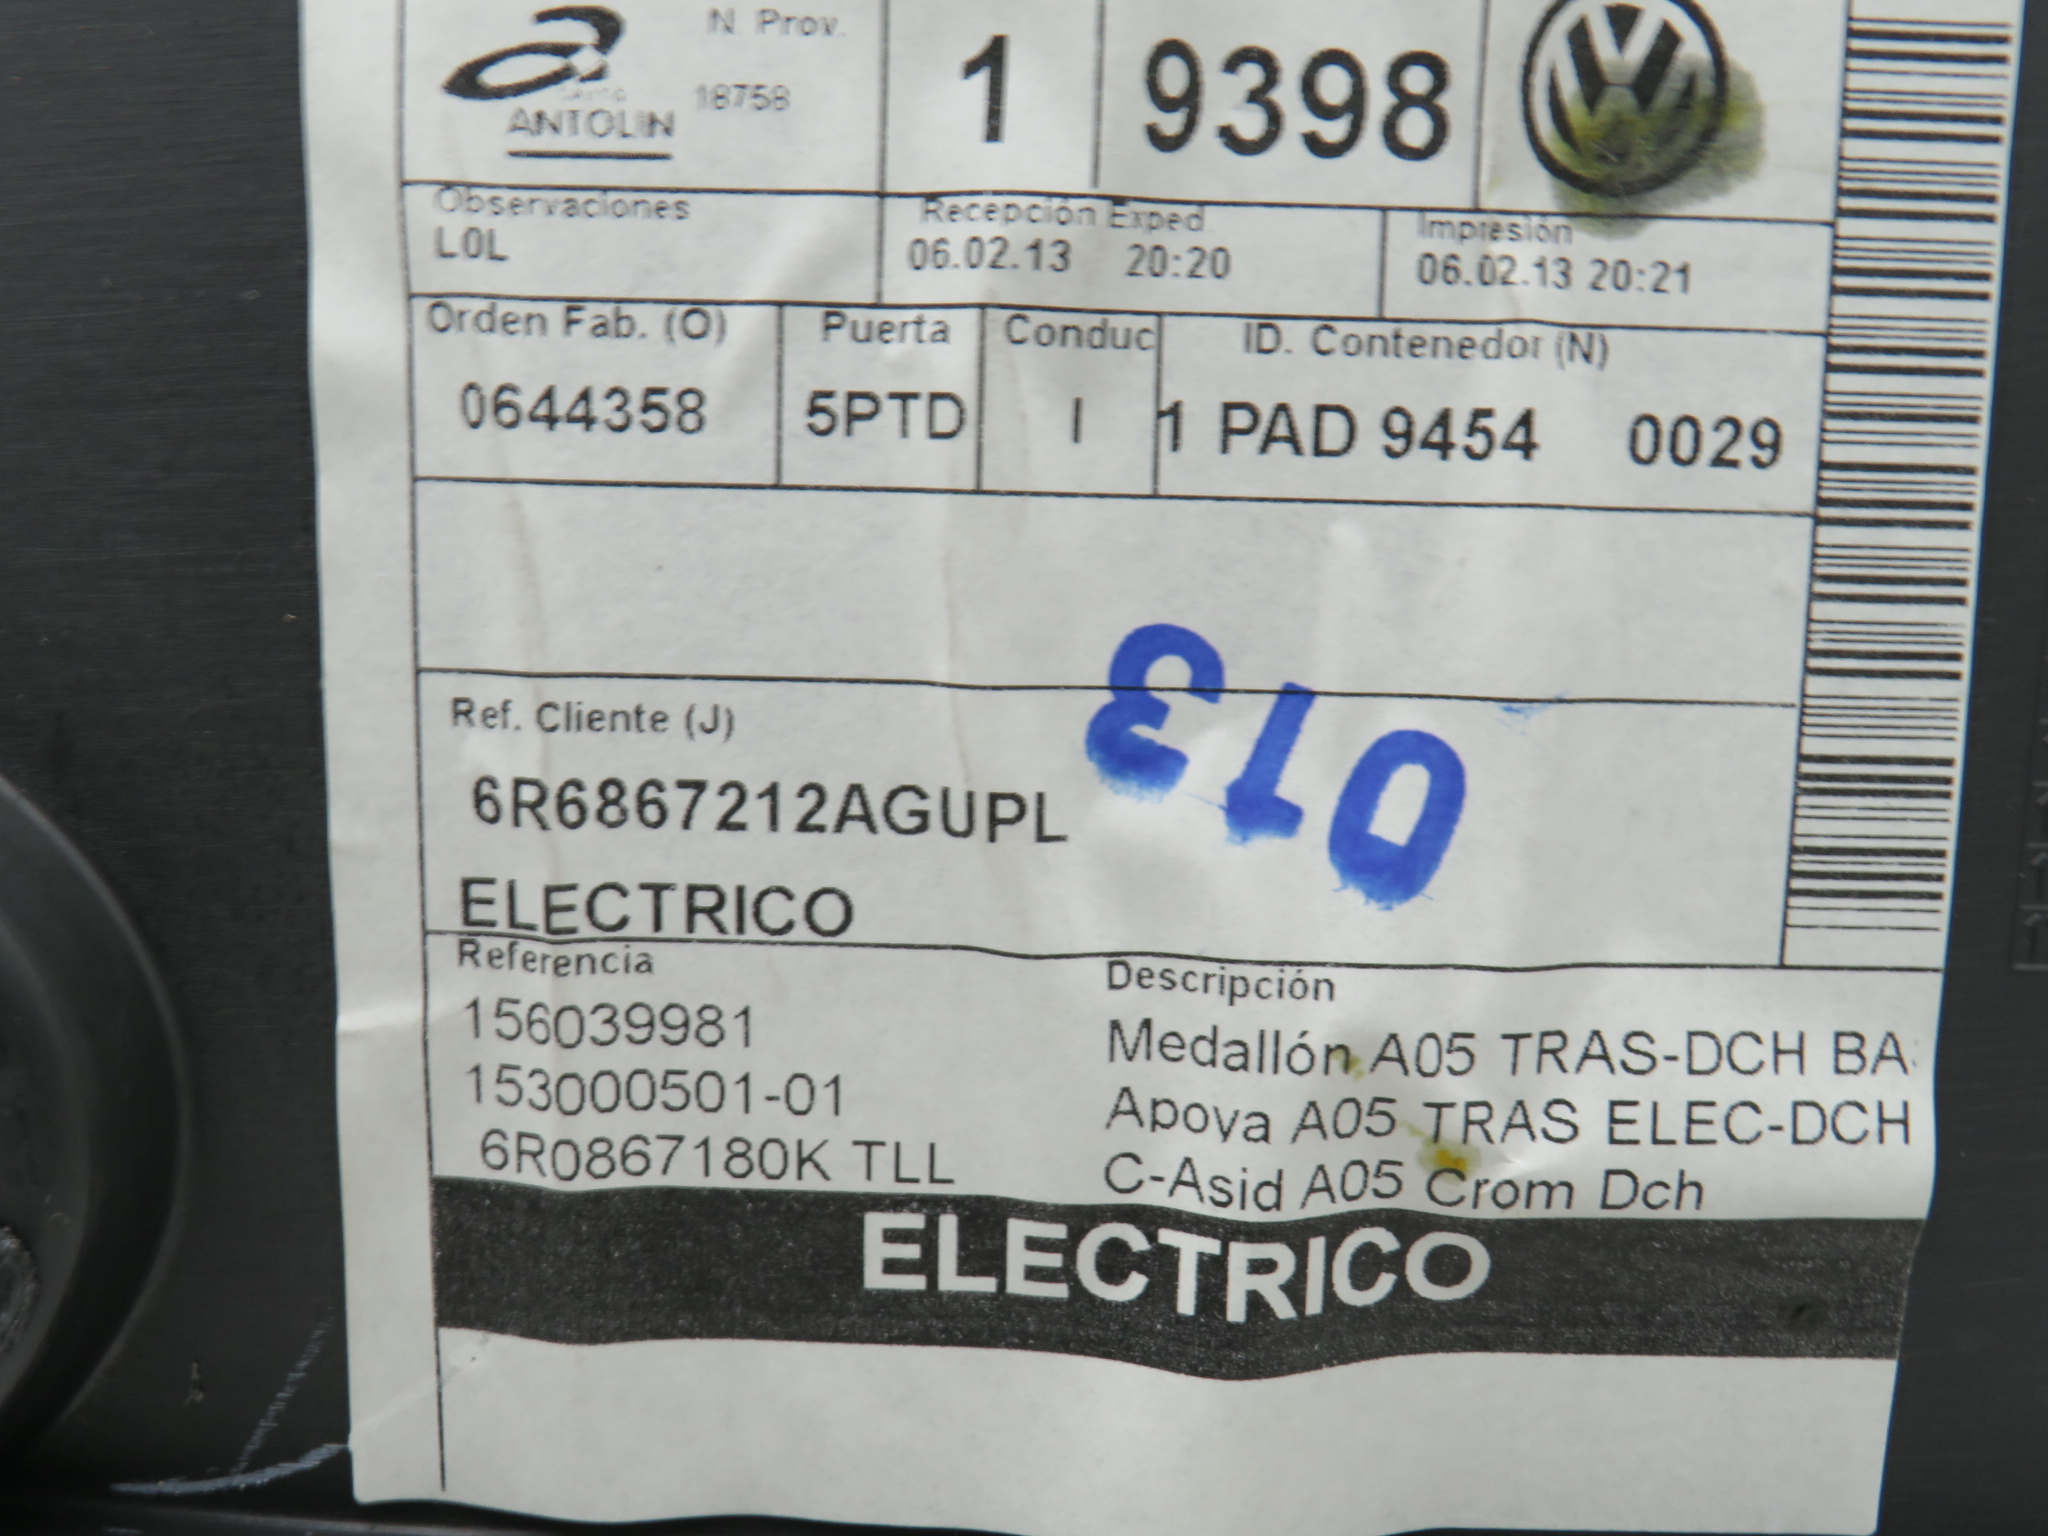 N. Prov.
18758
ANTOLIN
1
9398
Observaciones
L0L
Recepción Exped
06.02.13 20:20
Impresión
06.02.13 20:21
Orden Fab. (O)
0644358
Puerta
5PTD
Conduc
I
ID. Contenedor (N)
1 PAD 9454 0029
013
Ref. Cliente (J)
6R6867212AGUPL
ELECTRICO
Referencia Descripción
156039981 Medallón A05 TRAS-DCH BA
153000501-01 Apoya A05 TRAS ELEC-DCH
6R0867180K TLL C-Asid A05 Crom Dch
ELECTRICO